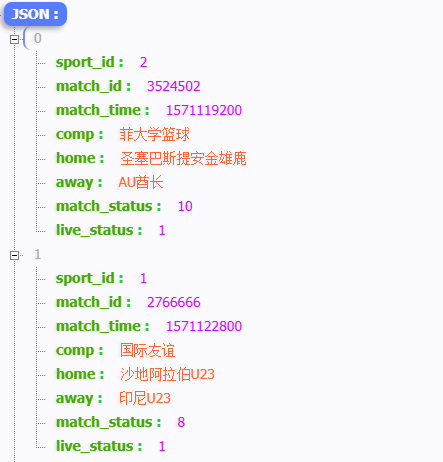 JSON :
0
sport_id : 2
match_id : 3524502
match_time : 1571119200
comp : 菲大学篮球
home : 圣塞巴斯提安金雄鹿
away : AU酋长
match_status : 10
live_status : 1
1
sport_id : 1
match_id : 2766666
match_time : 1571122800
comp : 国际友谊
home : 沙地阿拉伯U23
away : 印尼U23
match_status : 8
live_status : 1